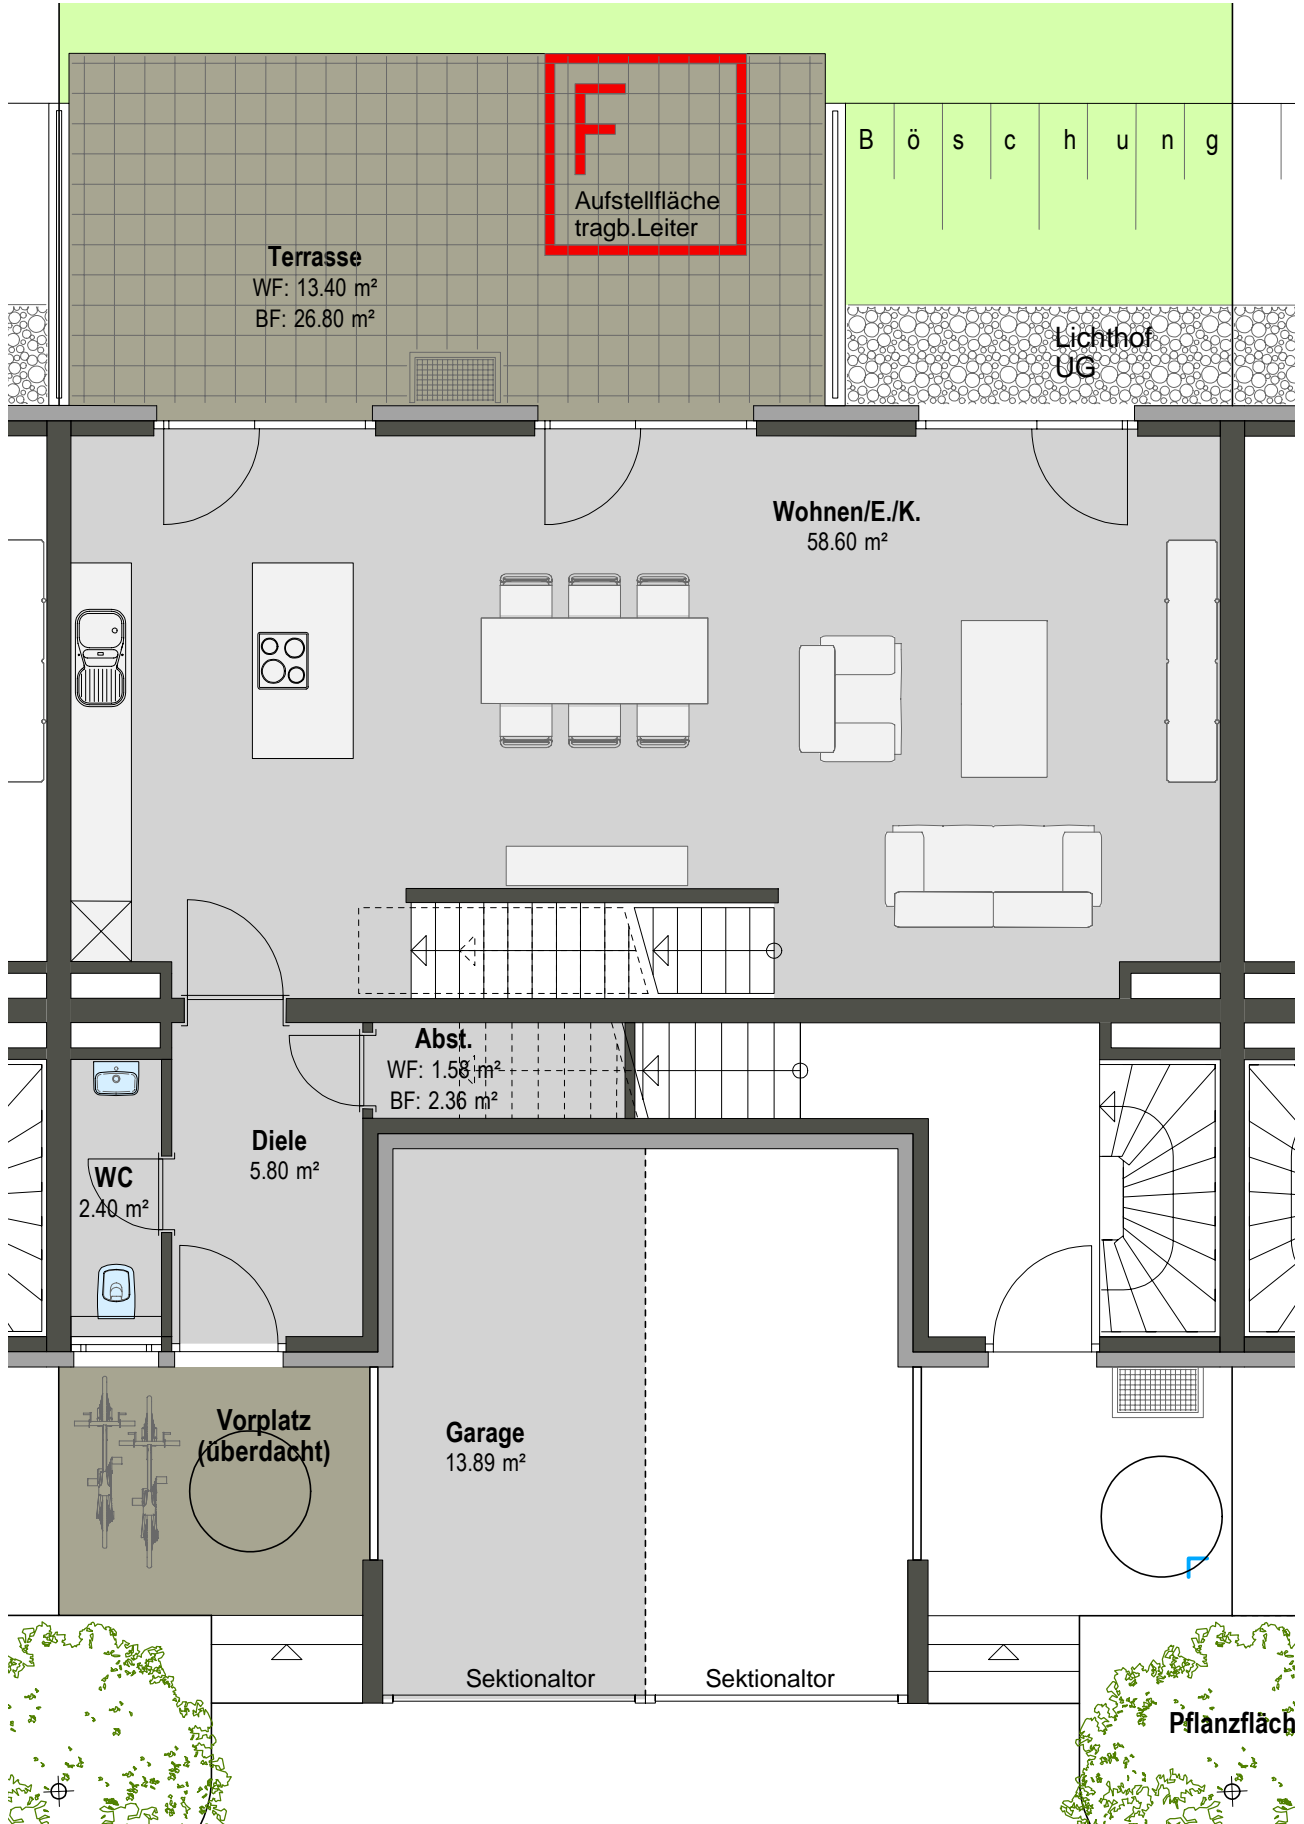 F
Aufstellfläche
tragb.Leiter
B ö s c h u n g
Terrasse
WF: 13.40 m²
BF: 26.80 m²
Lichthof
UG
Wohnen/E./K.
58.60 m²
Abst.
WF: 1.58 m²
BF: 2.36 m²
Diele
5.80 m²
WC
2.40 m²
Vorplatz
(überdacht)
Garage
13.89 m²
Sektionaltor
Sektionaltor
Pflanzfläch